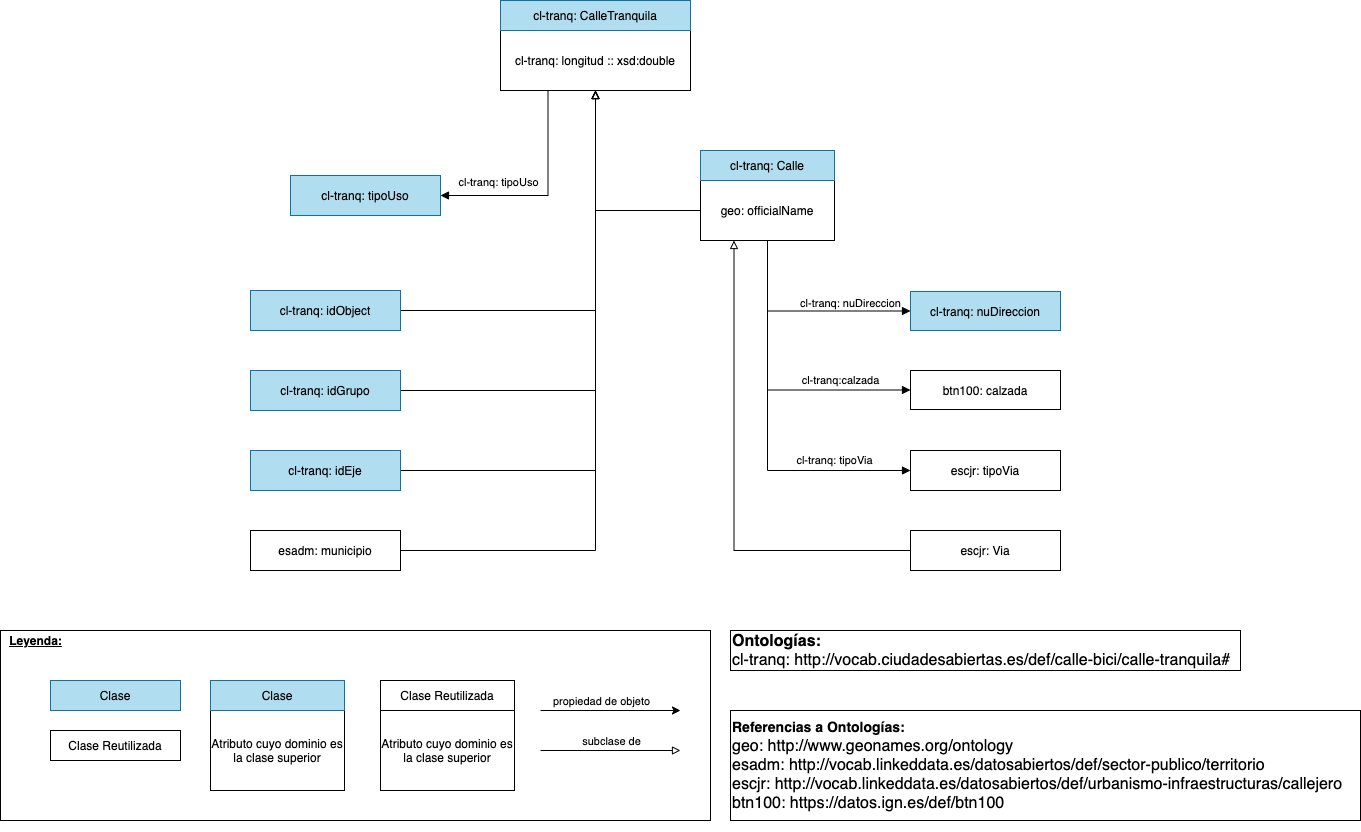 cl-tranq: CalleTranquila
cl-tranq: longitud :: xsd:double
cl-tranq: Calle
geo: officialName
cl-tranq: tipoUso
cl-tranq: tipoUso
cl-tranq: idObject
cl-tranq: nuDireccion
cl-tranq: nuDireccion
cl-tranq: idGrupo
cl-tranq:calzada
btn100: calzada
cl-tranq: idEje
cl-tranq: tipoVia
escjr: tipoVia
esadm: municipio
escjr: Via
Leyenda:
Clase
Clase Reutilizada
Clase
Atributo cuyo dominio es
la clase superior
Clase Reutilizada
Atributo cuyo dominio es
la clase superior
propiedad de objeto
subclase de
Ontologías:
cl-tranq: http://vocab.ciudadesabiertas.es/def/calle-bici/calle-tranquila#
Referencias a Ontologías:
geo: http://www.geonames.org/ontology
esadm: http://vocab.linkeddata.es/datosabiertos/def/sector-publico/territorio
escjr: http://vocab.linkeddata.es/datosabiertos/def/urbanismo-infraestructuras/callejero
btn100: https://datos.ign.es/def/btn100